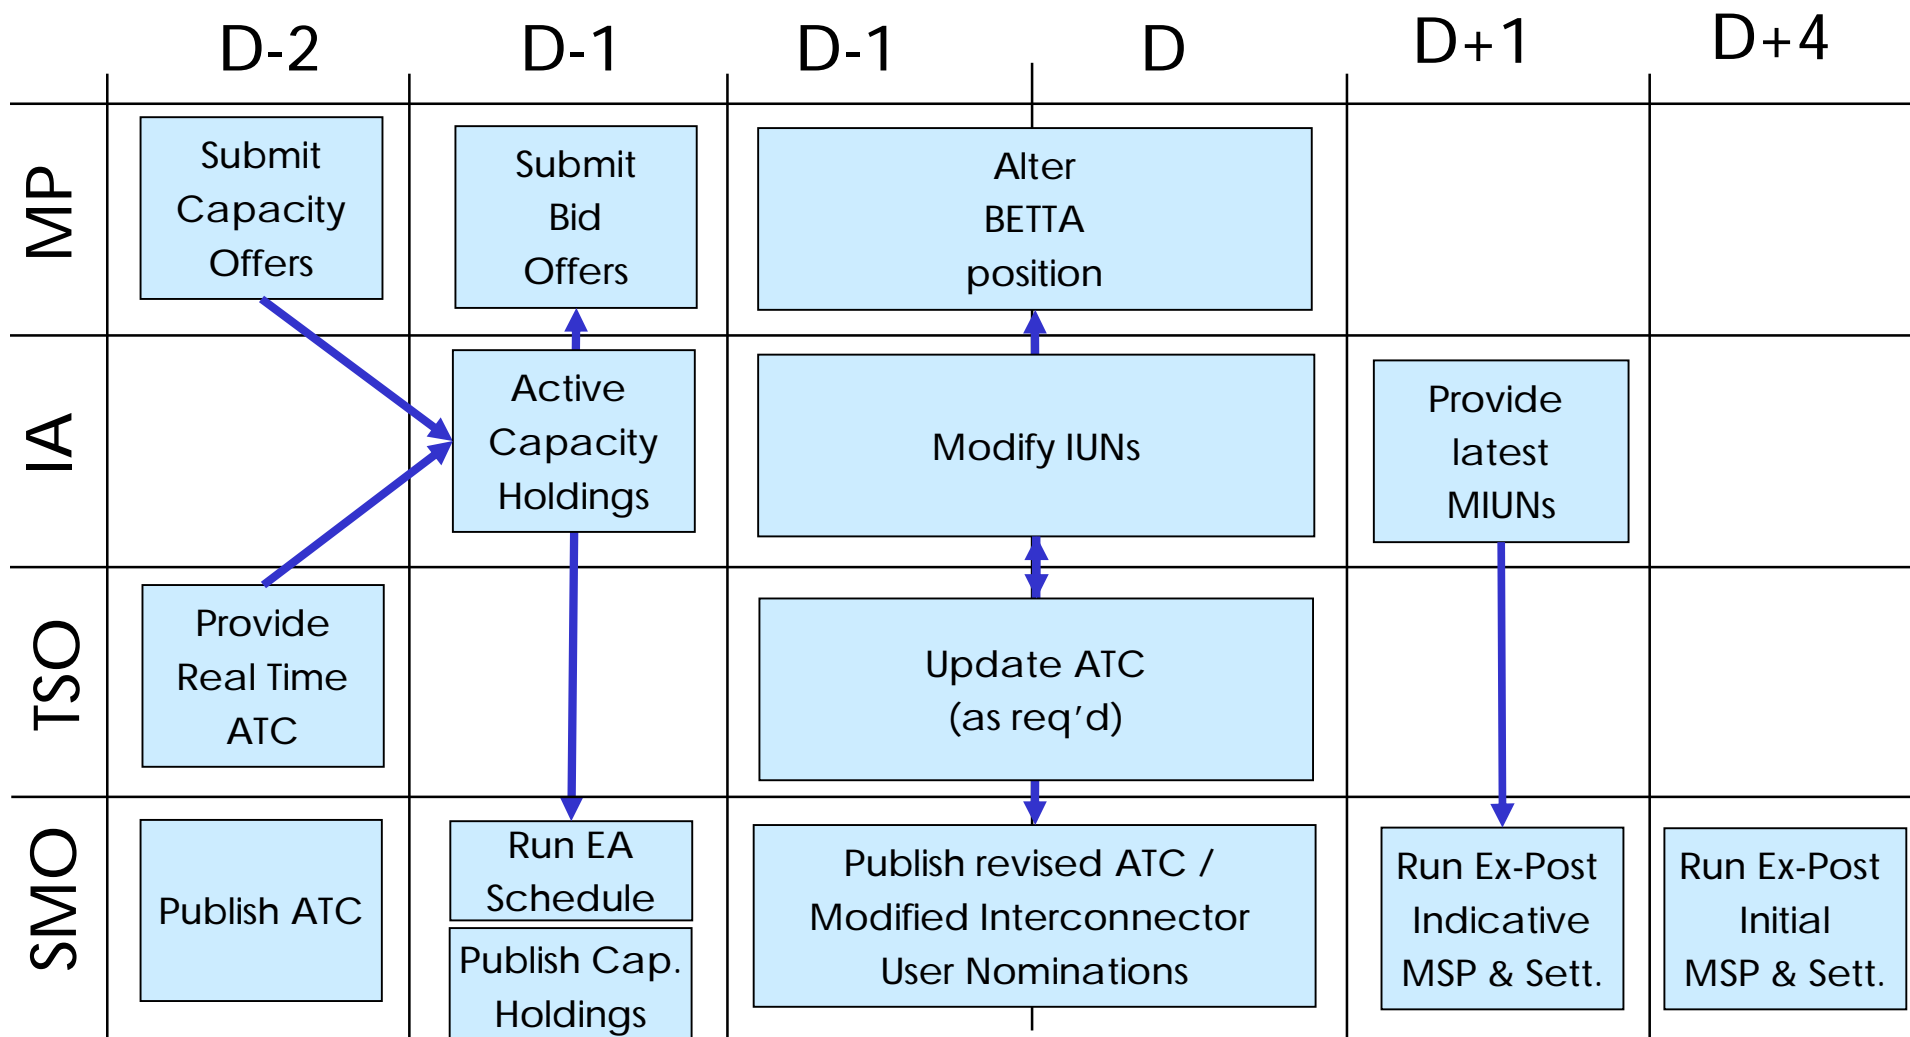 D-2
D-1
D-1
D
D+1
D+4
MP
Submit
Capacity
Offers
Submit
Bid
Offers
Alter
BETTA
position
IA
Active
Capacity
Holdings
Modify IUNs
Provide
latest
MIUNs
TSO
Provide
Real Time
ATC
Update ATC
(as req’d)
SMO
Publish ATC
Run EA
Schedule
Publish Cap.
Holdings
Publish revised ATC /
Modified Interconnector
User Nominations
Run Ex-Post
Indicative
MSP & Sett.
Run Ex-Post
Initial
MSP & Sett.